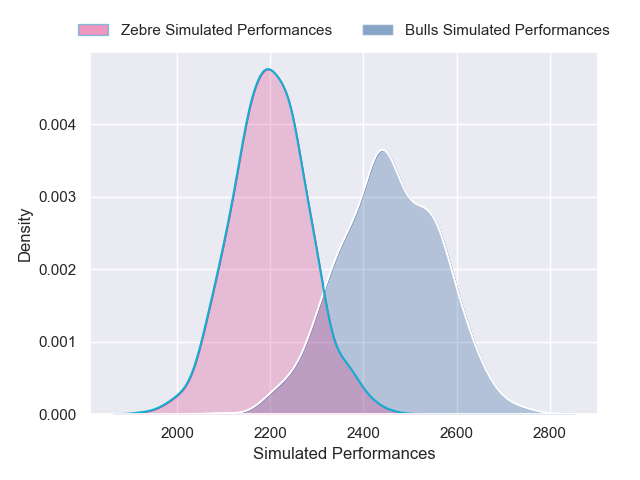 Zebre Simulated Performances Bulls Simulated Performances
0.004
0.003
0.002
0.001
0.000
Density
2000 2200 2400 2600 2800
Simulated Performances